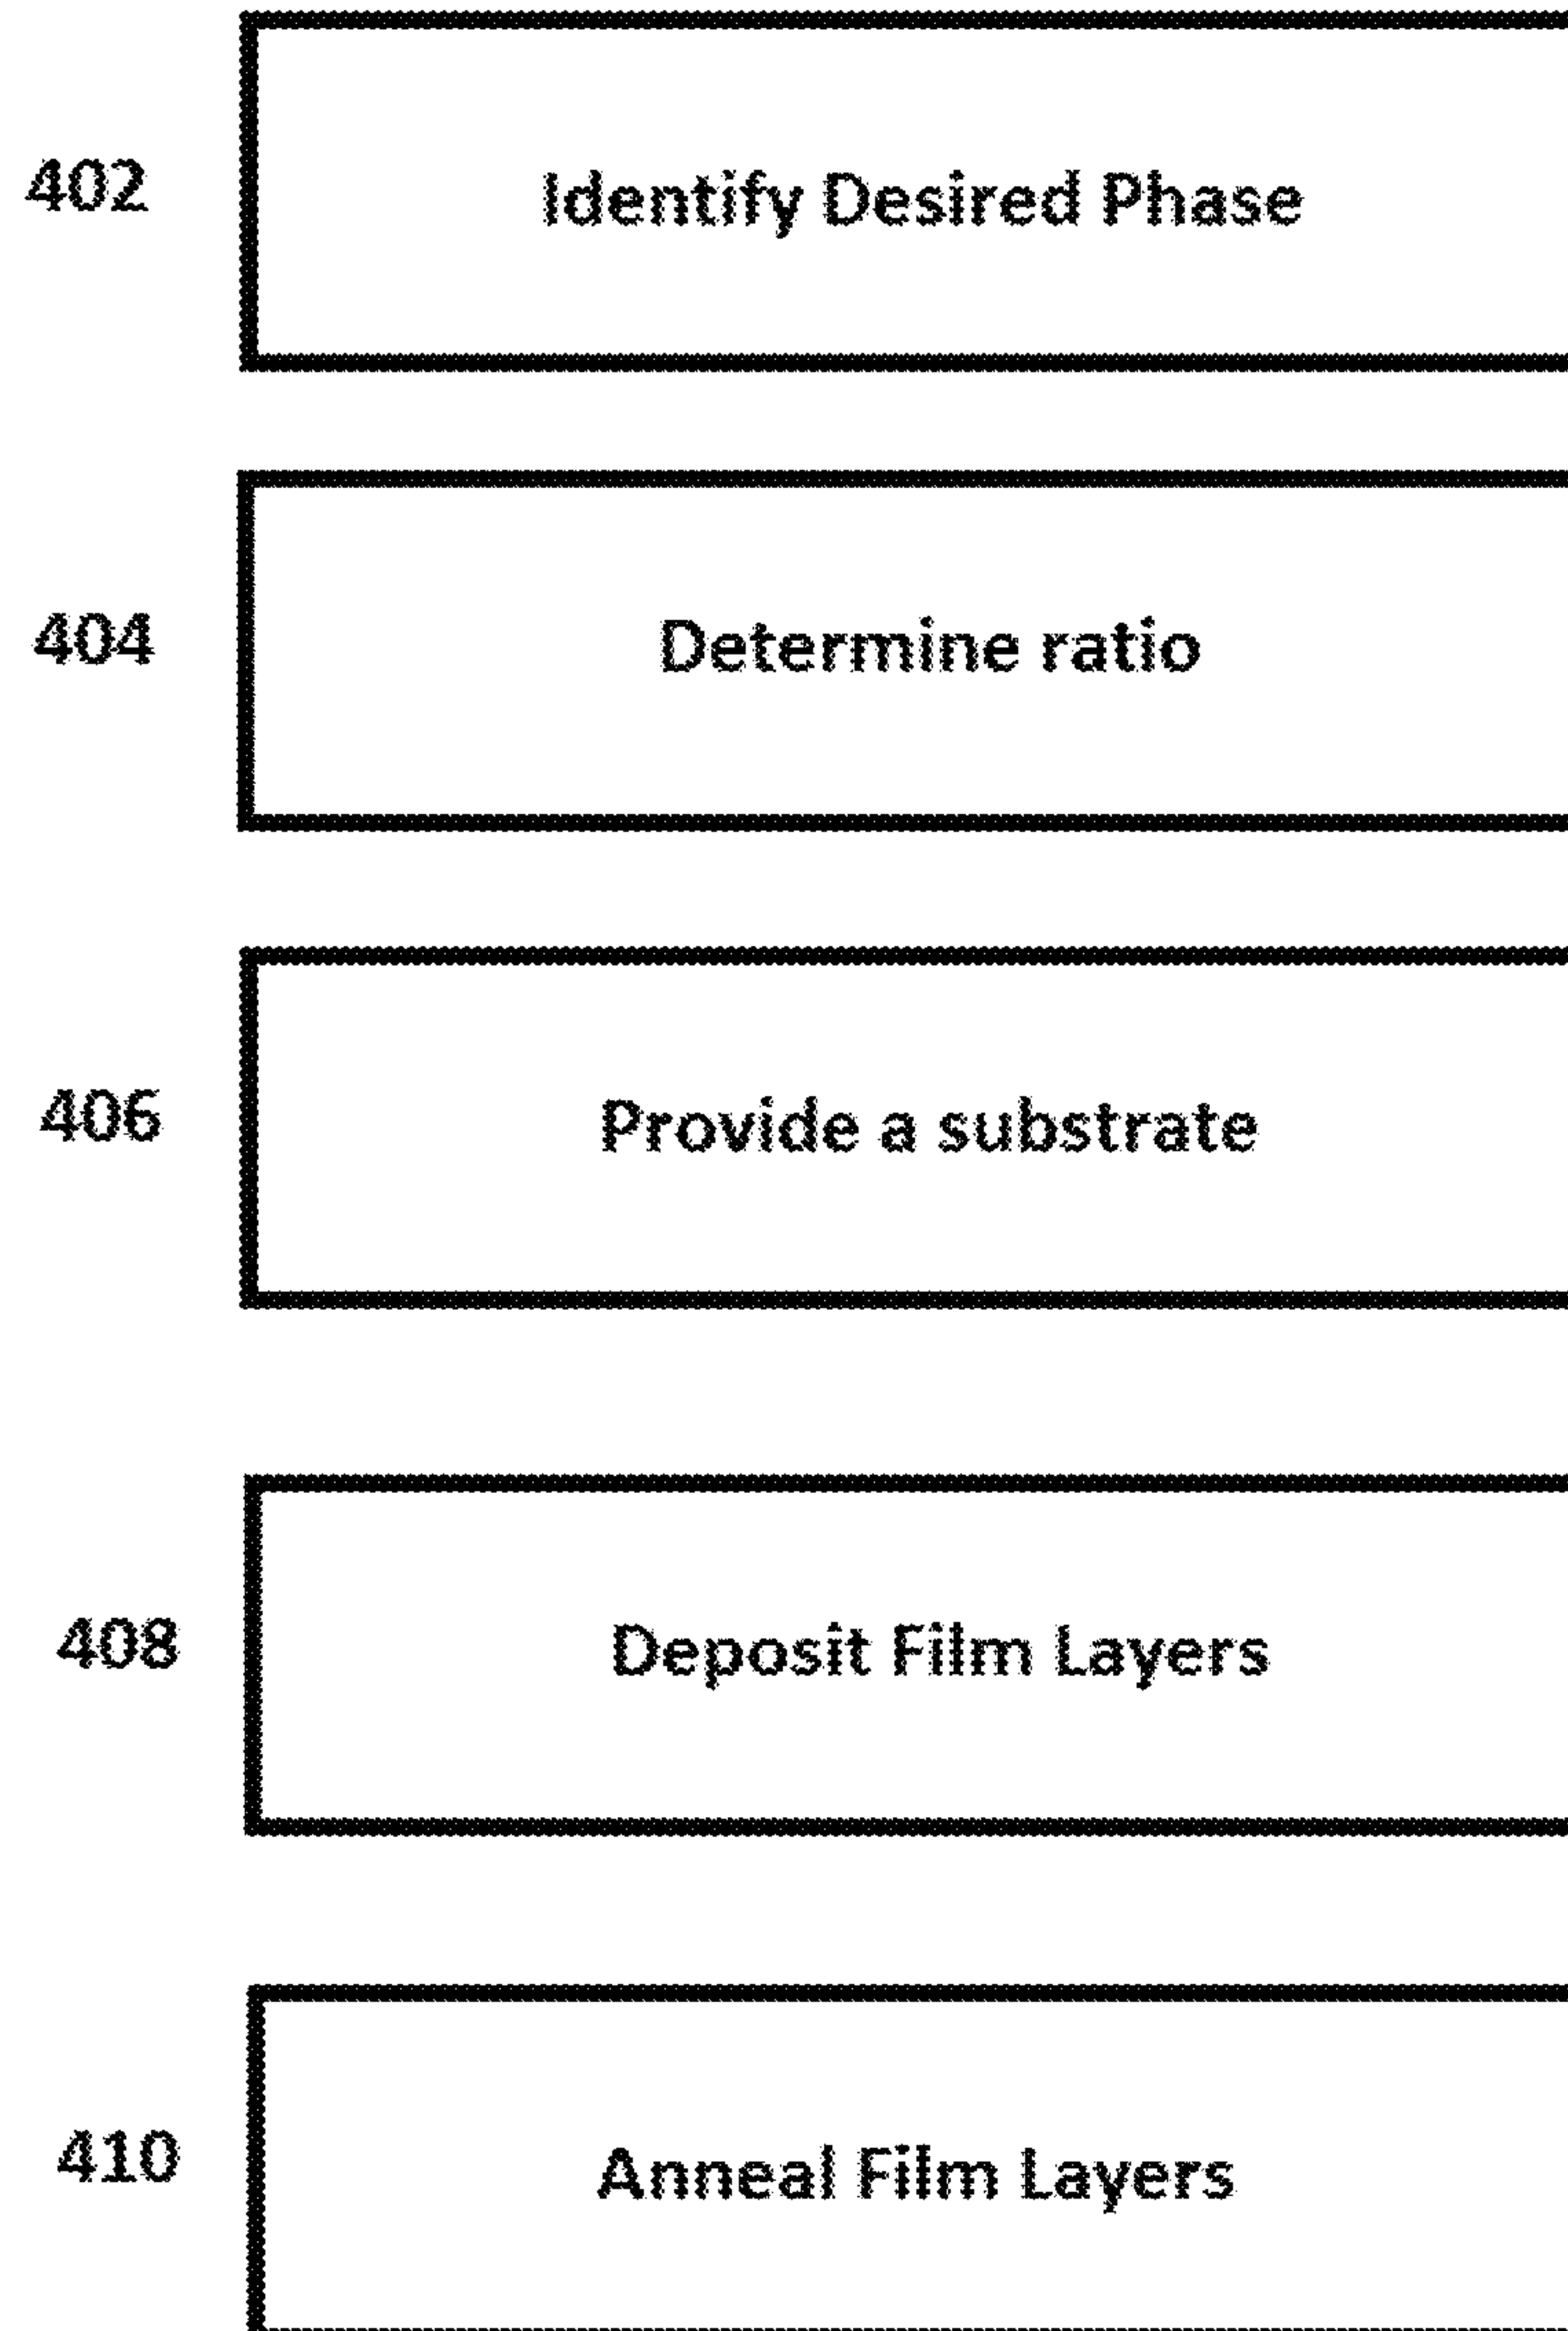 402 Identify Desired Phase
404 Determine ratio
406 Provide a substrate
408 Deposit Film Layers
410 Anneal Film Layers